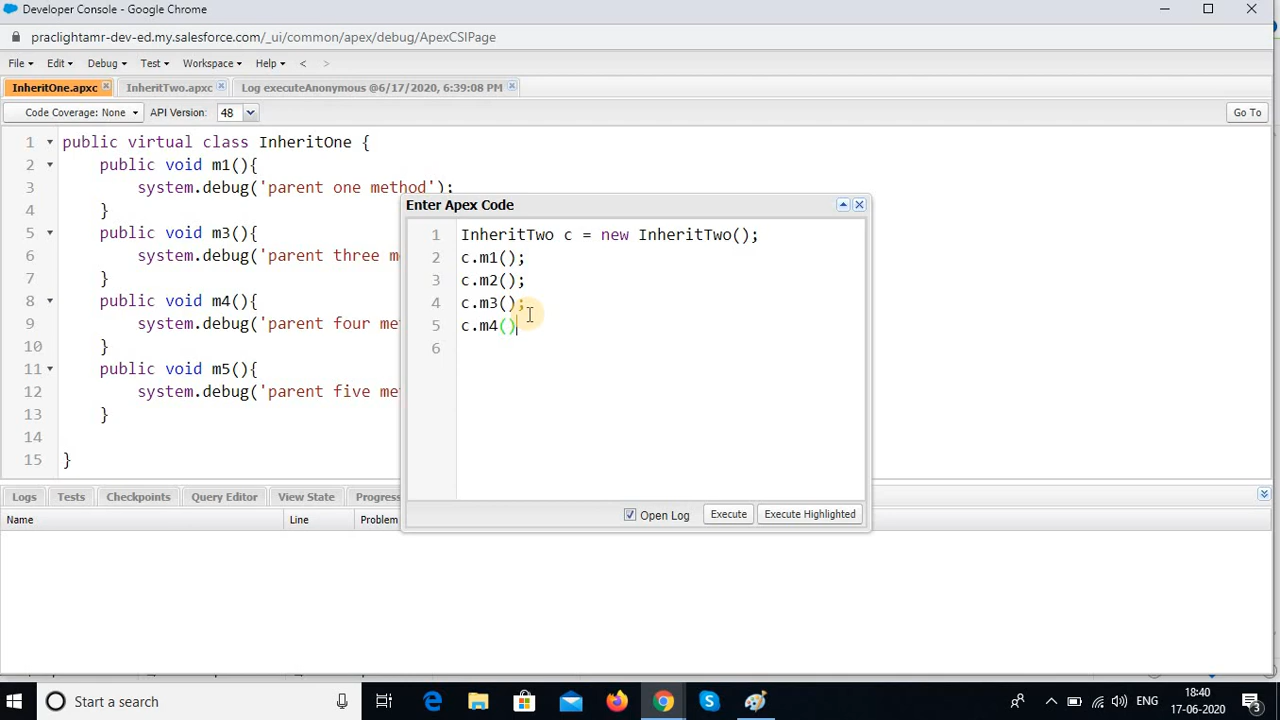 Developer Console - Google Chrome
praclightamr-dev-ed.my.salesforce.com/_ui/common/apex/debug/ApexCSIPage
File Edit Debug Test Workspace Help < >
InheritOne.apxc InheritTwo.apxc Log executeAnonymous @6/17/2020, 6:39:08 PM
Code Coverage: None API Version: 48 Go To
1 public virtual class InheritOne {
2 public void m1(){
3 system.debug('parent one method');
4 }
5 public void m3(){
6 system.debug('parent three m
7 }
8 public void m4(){
9 system.debug('parent four me
10 }
11 public void m5(){
12 system.debug('parent five me
13 }
14
15 }
Enter Apex Code
1 InheritTwo c = new InheritTwo();
2 c.m1();
3 c.m2();
4 c.m3();
5 c.m4()
6
Open Log Execute Execute Highlighted
Logs Tests Checkpoints Query Editor View State Progress
Name Line Problem
Start a search
ENG
18:40
17-06-2020
3